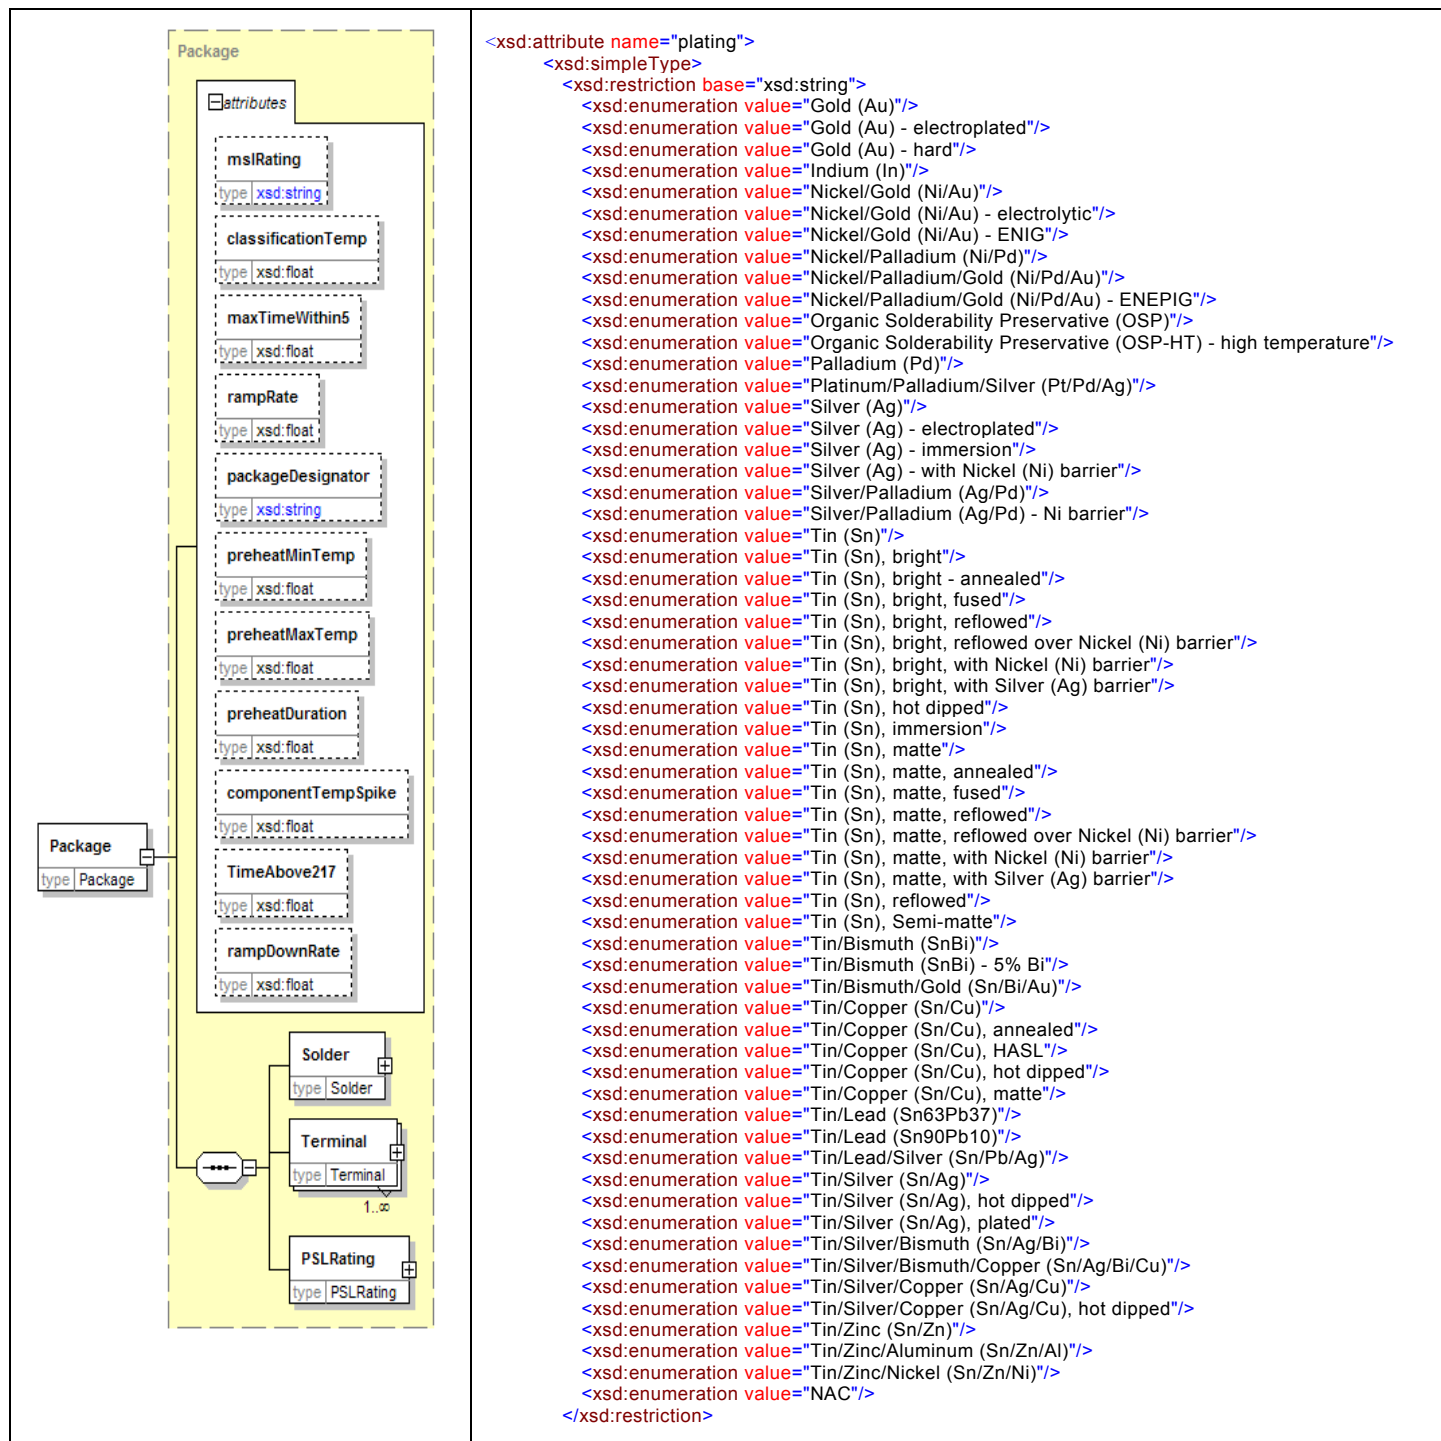 Package
attributes
mslRating
type xsd:string
classificationTemp
type xsd:float
maxTimeWithin5
type xsd:float
rampRate
type xsd:float
packageDesignator
type xsd:string
preheatMinTemp
type xsd:float
preheatMaxTemp
type xsd:float
preheatDuration
type xsd:float
componentTempSpike
type xsd:float
TimeAbove217
type xsd:float
rampDownRate
type xsd:float
Package
type Package
Solder
type Solder
Terminal
type Terminal
1..∞
PSLRating
type PSLRating
<xsd:attribute name="plating">
<xsd:simpleType>
<xsd:restriction base="xsd:string">
<xsd:enumeration value="Gold (Au)"/>
<xsd:enumeration value="Gold (Au) - electroplated"/>
<xsd:enumeration value="Gold (Au) - hard"/>
<xsd:enumeration value="Indium (In)"/>
<xsd:enumeration value="Nickel/Gold (Ni/Au)"/>
<xsd:enumeration value="Nickel/Gold (Ni/Au) - electrolytic"/>
<xsd:enumeration value="Nickel/Gold (Ni/Au) - ENIG"/>
<xsd:enumeration value="Nickel/Palladium (Ni/Pd)"/>
<xsd:enumeration value="Nickel/Palladium/Gold (Ni/Pd/Au)"/>
<xsd:enumeration value="Nickel/Palladium/Gold (Ni/Pd/Au) - ENEPIG"/>
<xsd:enumeration value="Organic Solderability Preservative (OSP)"/>
<xsd:enumeration value="Organic Solderability Preservative (OSP-HT) - high temperature"/>
<xsd:enumeration value="Palladium (Pd)"/>
<xsd:enumeration value="Platinum/Palladium/Silver (Pt/Pd/Ag)"/>
<xsd:enumeration value="Silver (Ag)"/>
<xsd:enumeration value="Silver (Ag) - electroplated"/>
<xsd:enumeration value="Silver (Ag) - immersion"/>
<xsd:enumeration value="Silver (Ag) - with Nickel (Ni) barrier"/>
<xsd:enumeration value="Silver/Palladium (Ag/Pd)"/>
<xsd:enumeration value="Silver/Palladium (Ag/Pd) - Ni barrier"/>
<xsd:enumeration value="Tin (Sn)"/>
<xsd:enumeration value="Tin (Sn), bright"/>
<xsd:enumeration value="Tin (Sn), bright - annealed"/>
<xsd:enumeration value="Tin (Sn), bright, fused"/>
<xsd:enumeration value="Tin (Sn), bright, reflowed"/>
<xsd:enumeration value="Tin (Sn), bright, reflowed over Nickel (Ni) barrier"/>
<xsd:enumeration value="Tin (Sn), bright, with Nickel (Ni) barrier"/>
<xsd:enumeration value="Tin (Sn), bright, with Silver (Ag) barrier"/>
<xsd:enumeration value="Tin (Sn), hot dipped"/>
<xsd:enumeration value="Tin (Sn), immersion"/>
<xsd:enumeration value="Tin (Sn), matte"/>
<xsd:enumeration value="Tin (Sn), matte, annealed"/>
<xsd:enumeration value="Tin (Sn), matte, fused"/>
<xsd:enumeration value="Tin (Sn), matte, reflowed"/>
<xsd:enumeration value="Tin (Sn), matte, reflowed over Nickel (Ni) barrier"/>
<xsd:enumeration value="Tin (Sn), matte, with Nickel (Ni) barrier"/>
<xsd:enumeration value="Tin (Sn), matte, with Silver (Ag) barrier"/>
<xsd:enumeration value="Tin (Sn), reflowed"/>
<xsd:enumeration value="Tin (Sn), Semi-matte"/>
<xsd:enumeration value="Tin/Bismuth (SnBi)"/>
<xsd:enumeration value="Tin/Bismuth (SnBi) - 5% Bi"/>
<xsd:enumeration value="Tin/Bismuth/Gold (Sn/Bi/Au)"/>
<xsd:enumeration value="Tin/Copper (Sn/Cu)"/>
<xsd:enumeration value="Tin/Copper (Sn/Cu), annealed"/>
<xsd:enumeration value="Tin/Copper (Sn/Cu), HASL"/>
<xsd:enumeration value="Tin/Copper (Sn/Cu), hot dipped"/>
<xsd:enumeration value="Tin/Copper (Sn/Cu), matte"/>
<xsd:enumeration value="Tin/Lead (Sn63Pb37)"/>
<xsd:enumeration value="Tin/Lead (Sn90Pb10)"/>
<xsd:enumeration value="Tin/Lead/Silver (Sn/Pb/Ag)"/>
<xsd:enumeration value="Tin/Silver (Sn/Ag)"/>
<xsd:enumeration value="Tin/Silver (Sn/Ag), hot dipped"/>
<xsd:enumeration value="Tin/Silver (Sn/Ag), plated"/>
<xsd:enumeration value="Tin/Silver/Bismuth (Sn/Ag/Bi)"/>
<xsd:enumeration value="Tin/Silver/Bismuth/Copper (Sn/Ag/Bi/Cu)"/>
<xsd:enumeration value="Tin/Silver/Copper (Sn/Ag/Cu)"/>
<xsd:enumeration value="Tin/Silver/Copper (Sn/Ag/Cu), hot dipped"/>
<xsd:enumeration value="Tin/Zinc (Sn/Zn)"/>
<xsd:enumeration value="Tin/Zinc/Aluminum (Sn/Zn/Al)"/>
<xsd:enumeration value="Tin/Zinc/Nickel (Sn/Zn/Ni)"/>
<xsd:enumeration value="NAC"/>
</xsd:restriction>